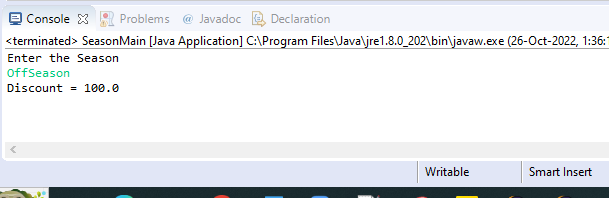 Console Problems @ Javadoc Declaration
<terminated> SeasonMain [Java Application] C:\Program Files\Java\jre1.8.0_202\bin\javaw.exe (26-Oct-2022, 1:36:
Enter the Season
OffSeason
Discount = 100.0
Writable Smart Insert